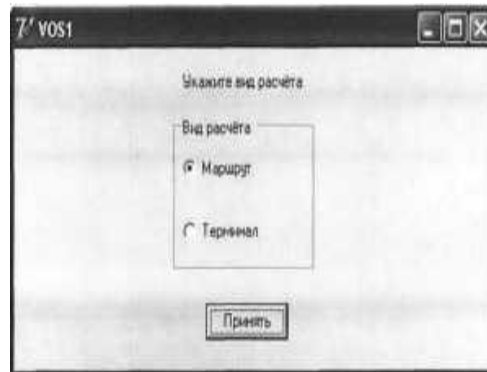 VOS1
Укажите вид расчёта
Вид расчёта
Маршрут
Терминал
Принять